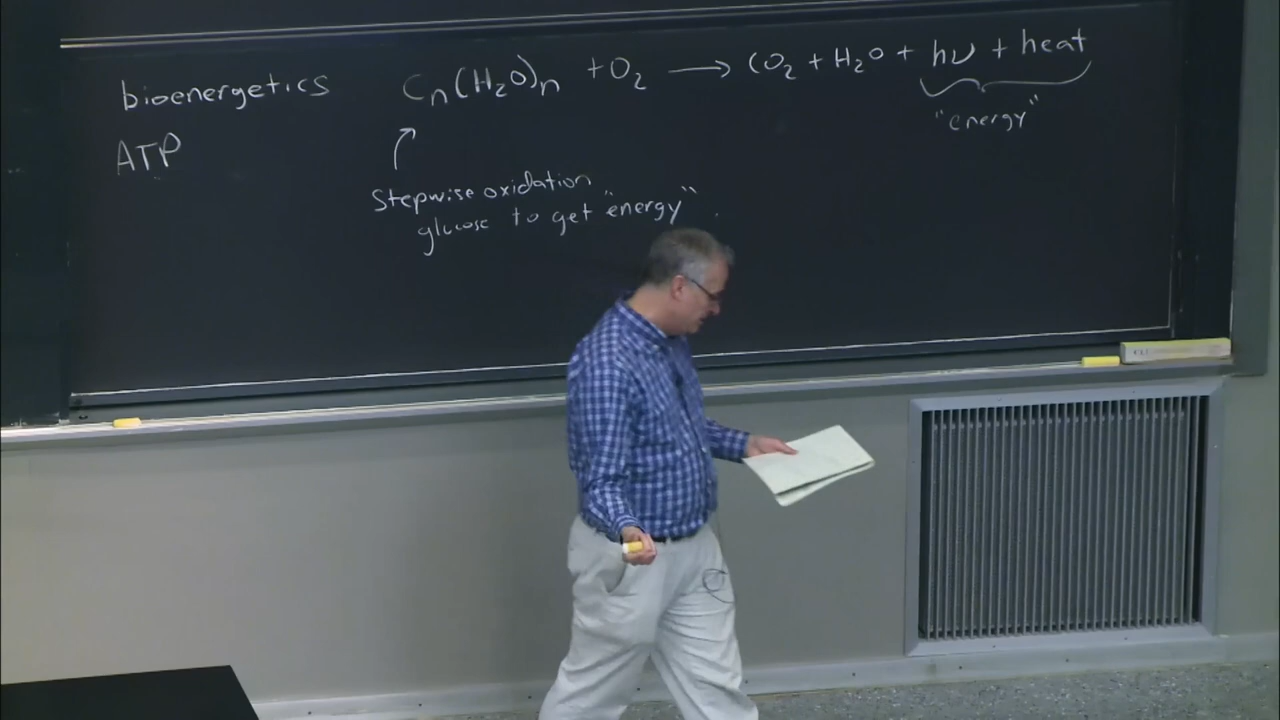 bioenergetics
ATP
Cn(H₂O)n + O₂ → CO₂ + H₂O + hν + heat
"energy"
Stepwise oxidation
glucose to get "energy".